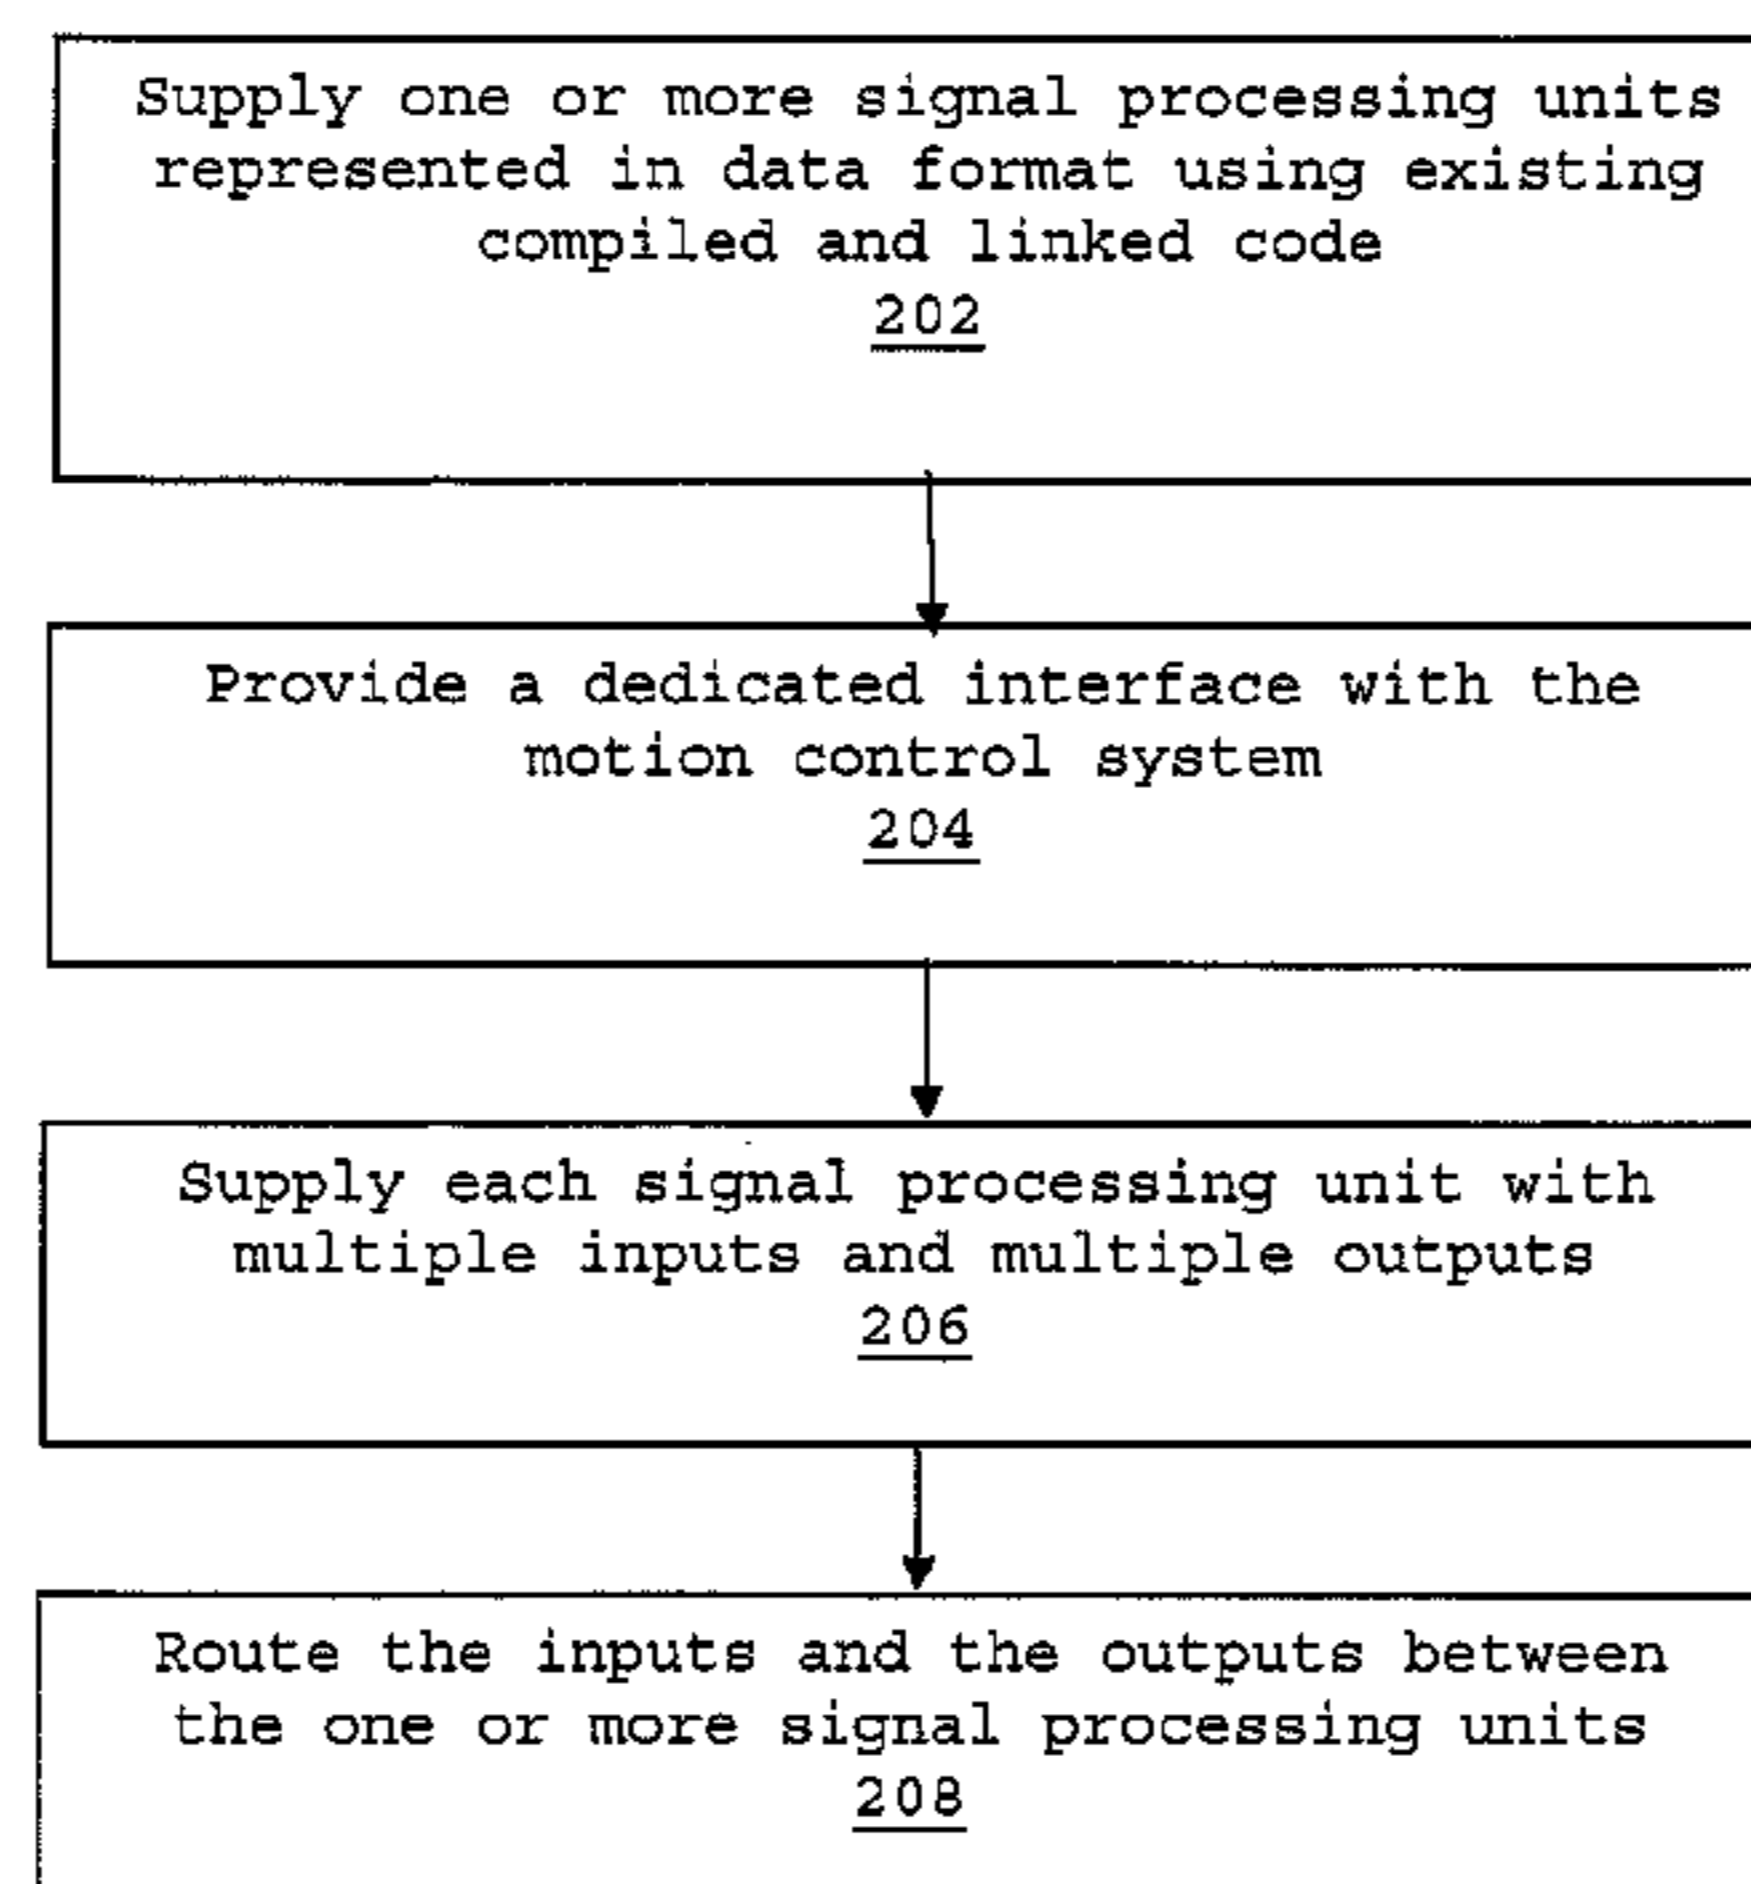 Supply one or more signal processing units
represented in data format using existing
compiled and linked code
202
Provide a dedicated interface with the
motion control system
204
Supply each signal processing unit with
multiple inputs and multiple outputs
206
Route the inputs and the outputs between
the one or more signal processing units
208